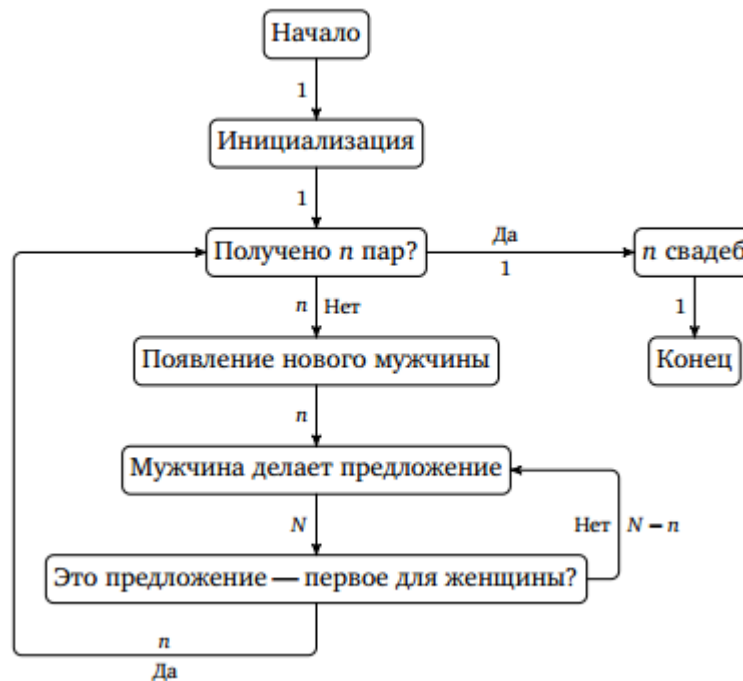 Начало
1
Инициализация
1
Получено n пар?
Да
1
n свадеб
n Нет
1
Появление нового мужчины
Конец
n
Мужчина делает предложение
N
Нет N – n
Это предложение — первое для женщины?
n
Да